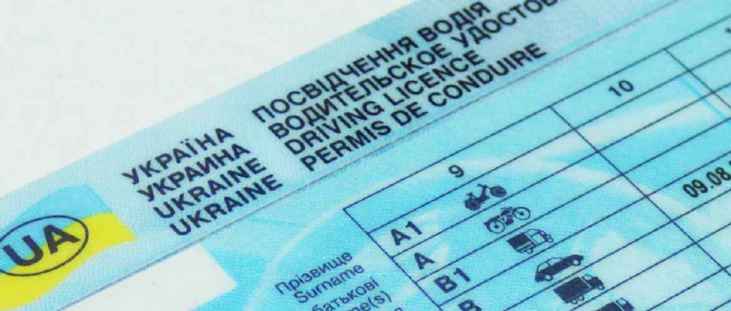 УКРАЇНА
УКРАИНА
UKRAINE
UKRAINE
ПОСВІДЧЕННЯ ВОДІЯ
ВОДИТЕЛЬСКОЕ
DRIVING LICENCE
PERMIS DE CONDUIRE
UA
9
10
A1
A
B1
B
09.08
Прізвище
Surname